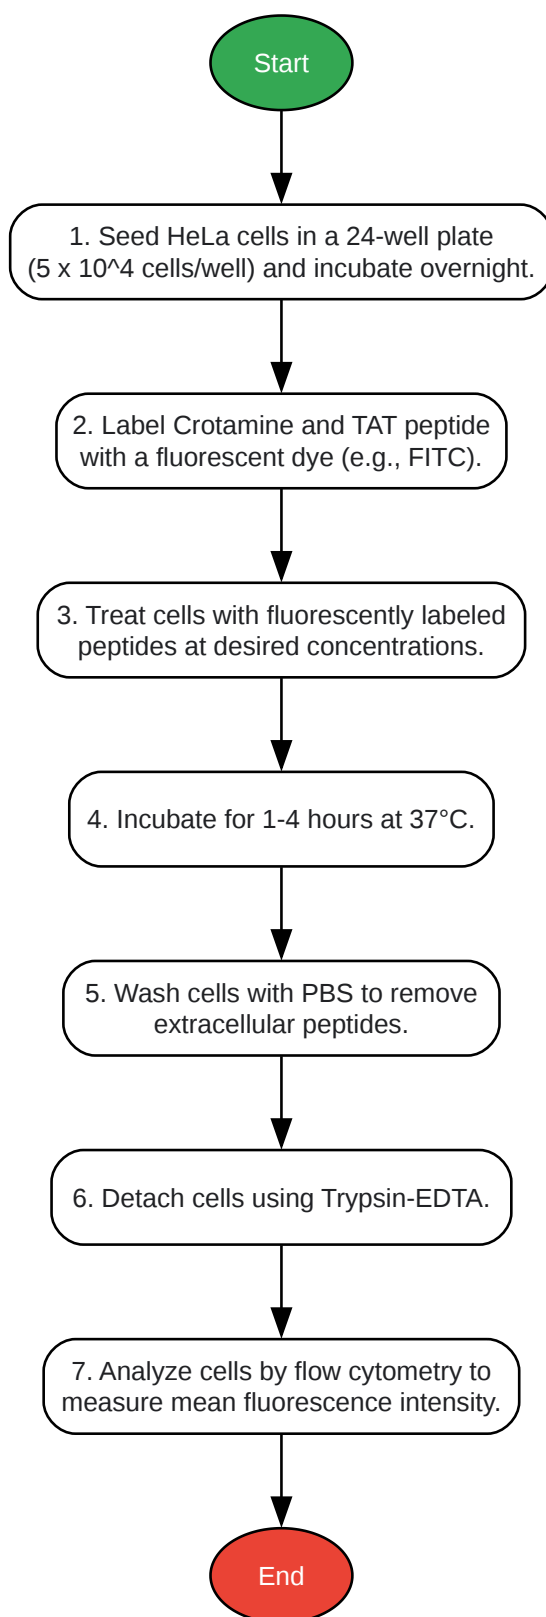 Start
1. Seed HeLa cells in a 24-well plate
(5 x 10^4 cells/well) and incubate overnight.
2. Label Crotamine and TAT peptide
with a fluorescent dye (e.g., FITC).
3. Treat cells with fluorescently labeled
peptides at desired concentrations.
4. Incubate for 1-4 hours at 37°C.
5. Wash cells with PBS to remove
extracellular peptides.
6. Detach cells using Trypsin-EDTA.
7. Analyze cells by flow cytometry to
measure mean fluorescence intensity.
End